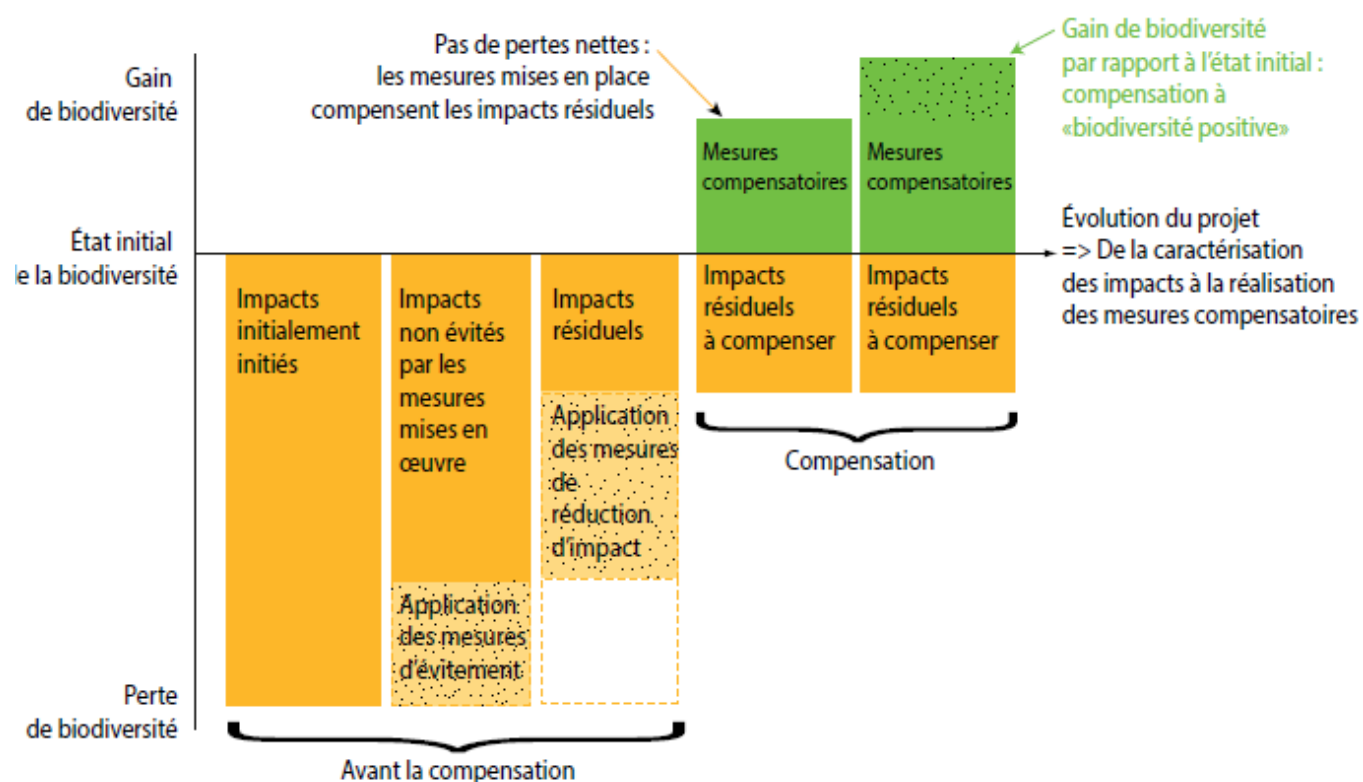 Gain
de biodiversité
Pas de pertes nettes :
les mesures mises en place
compensent les impacts résiduels
Gain de biodiversité
par rapport à l'état initial :
compensation à
«biodiversité positive»
Mesures
compensatoires
Mesures
compensatoires
État initial
de la biodiversité
Évolution du projet
=> De la caractérisation
des impacts à la réalisation
des mesures compensatoires
Impacts
initialement
initiés
Impacts
non évités
par les
mesures
mises en
œuvre
Impacts
résiduels
Impacts
résiduels
à compenser
Impacts
résiduels
à compenser
Application
des mesures
de
réduction
d'impact
Compensation
Application
des mesures
d'évitement
Perte
de biodiversité
Avant la compensation